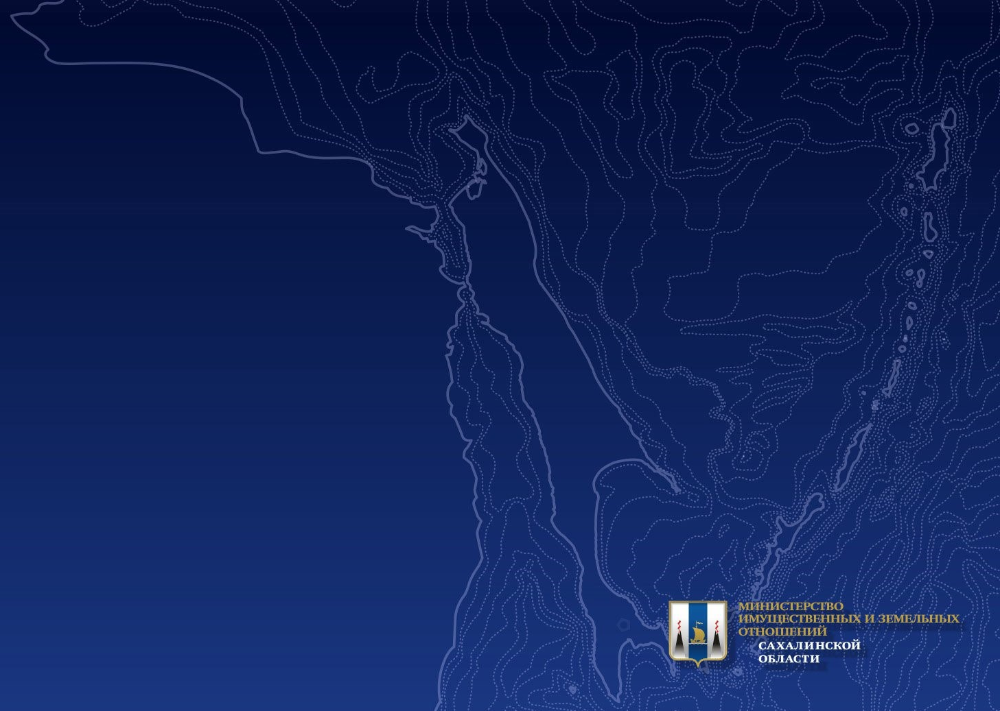 МИНИСТЕРСТВО
ИМУЩЕСТВЕННЫХ И ЗЕМЕЛЬНЫХ
ОТНОШЕНИЙ
САХАЛИНСКОЙ
ОБЛАСТИ